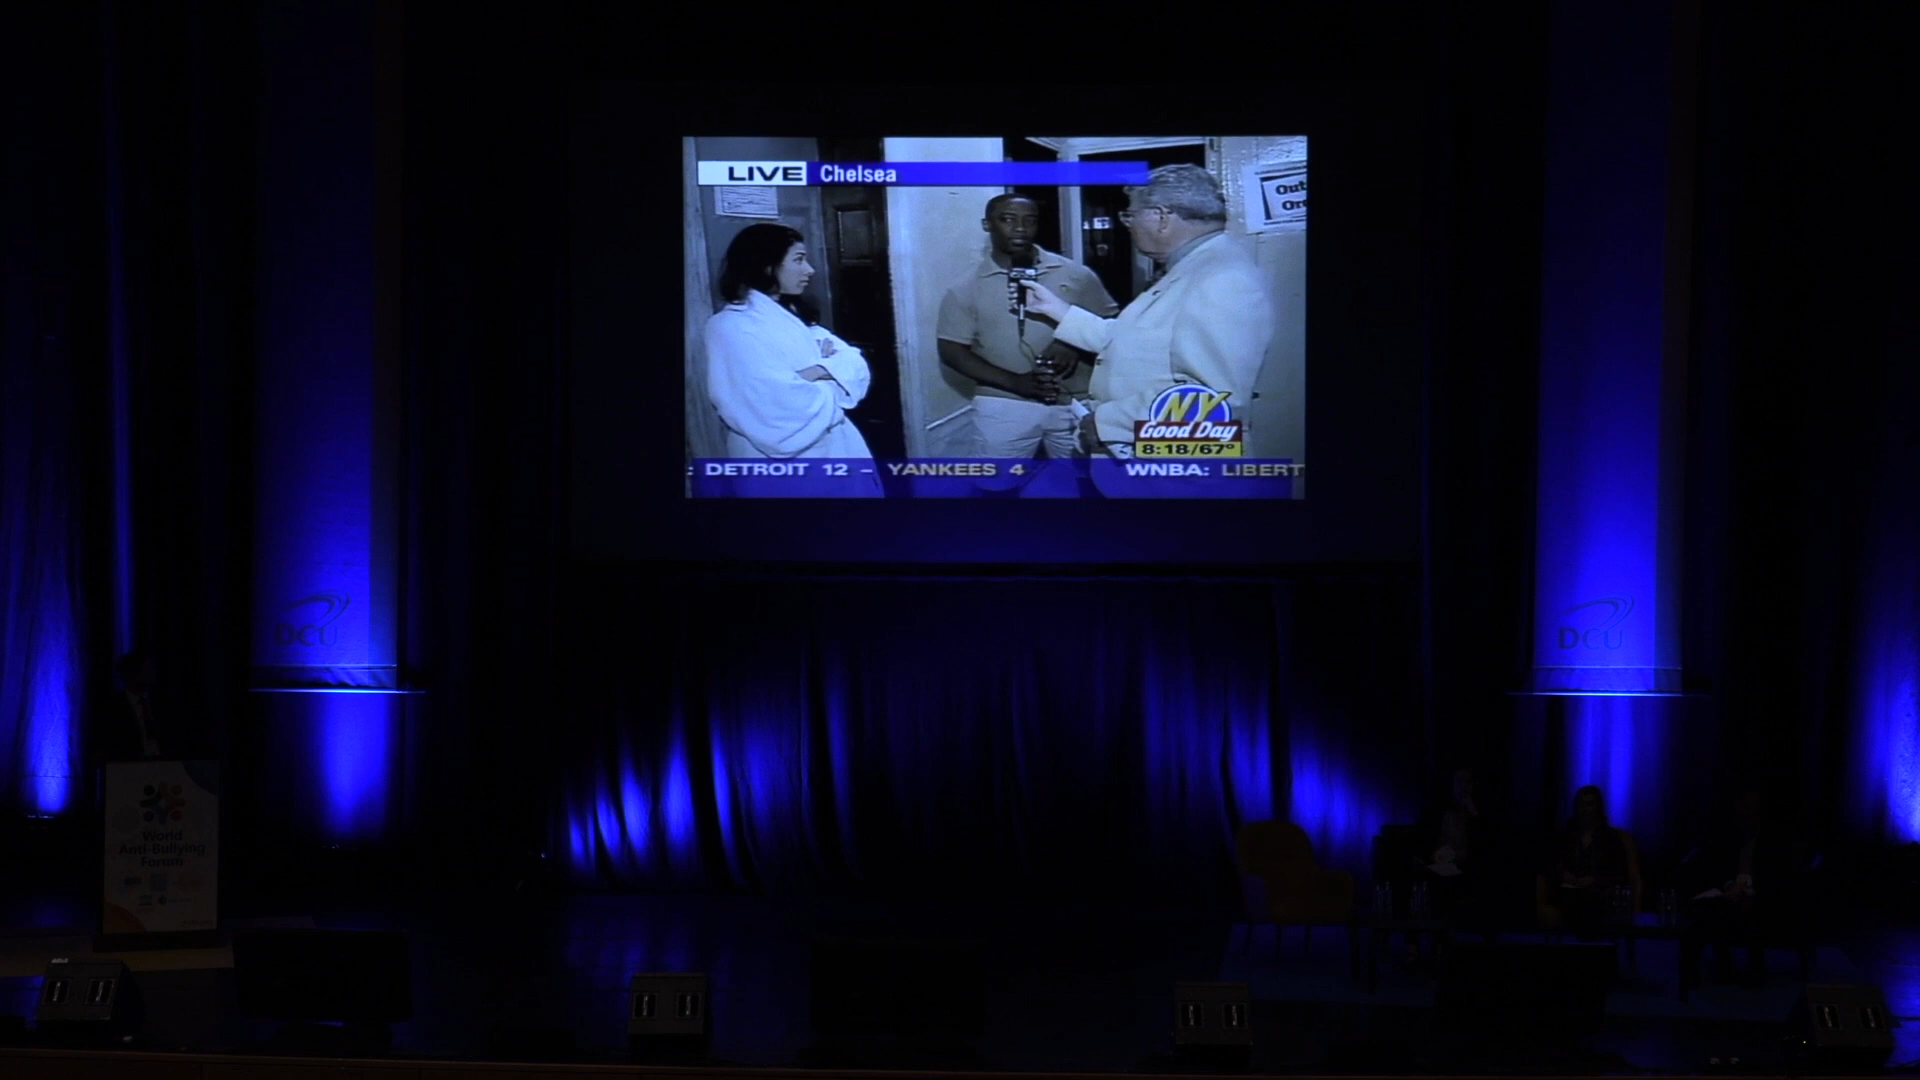 LIVE Chelsea
Out
NY
Good Day
8:18/67°
: DETROIT 12 - YANKEES 4 WNBA: LIBERT
DCU
DCU
World
Anti-Bullying
Forum